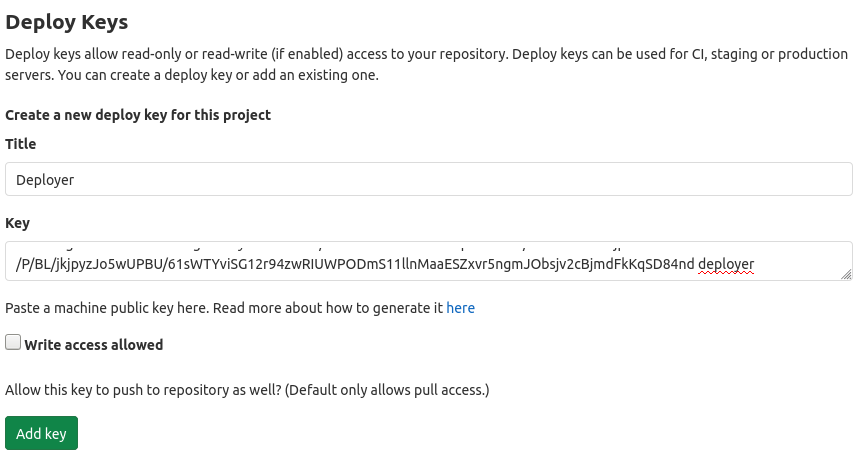 Deploy Keys
Deploy keys allow read-only or read-write (if enabled) access to your repository. Deploy keys can be used for CI, staging or production
servers. You can create a deploy key or add an existing one.
Create a new deploy key for this project
Title
Deployer
Key
/P/BL/jkjpyzJo5wUPBU/61sWTYviSG12r94zwRIUWPODmS11llnMaaESZxvr5ngmJObsjv2cBjmdFkKqSD84nd deployer
Paste a machine public key here. Read more about how to generate it here
Write access allowed
Allow this key to push to repository as well? (Default only allows pull access.)
Add key